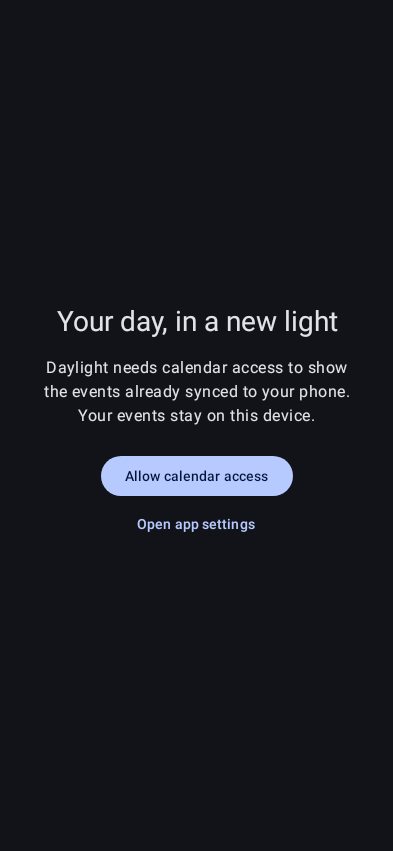 Your day, in a new light
Daylight needs calendar access to show
the events already synced to your phone.
Your events stay on this device.
Allow calendar access
Open app settings